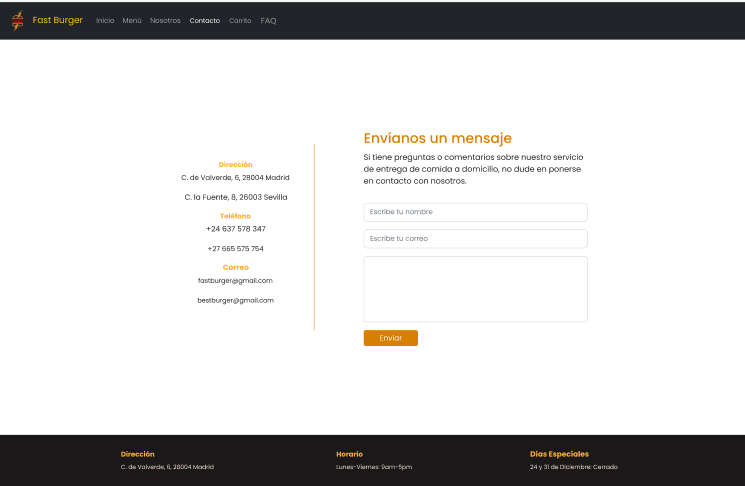 Fast Burger
Inicio Menú Nosotros Contacto Carrito FAQ
Dirección
C. de Valverde, 6, 28004 Madrid
C. la Fuente, 8, 26003 Sevilla
Teléfono
+24 637 578 347
+27 665 575 754
Correo
fastburger@gmail.com
bestburger@gmail.com
Envíanos un mensaje
Si tiene preguntas o comentarios sobre nuestro servicio
de entrega de comida a domicilio, no dude en ponerse
en contacto con nosotros.
Escribe tu nombre
Escribe tu correo
Enviar
Dirección
C. de Valverde, 6, 28004 Madrid
Horario
Lunes-Viernes: 9am-5pm
Días Especiales
24 y 31 de Diciembre: Cerrado